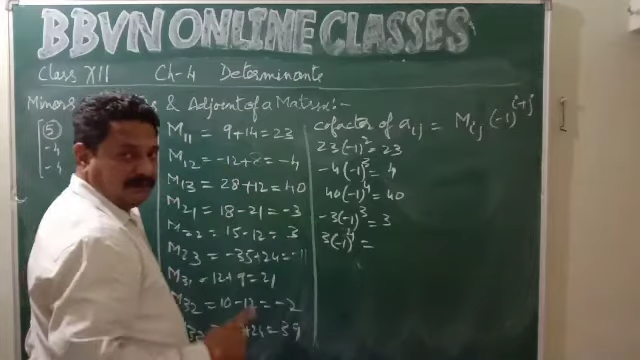 BBVN ONLINE CLASSES
Class XII Ch-4 Determinants
Minors & Adjoent of a Matrix:-
5
-4
-4
M11 = 9+14=23
M12 = -12+8=-4
M13 = 28+12=40
M21 = 18-21=-3
M22 = 15-12= 3
M23 = -35+24=-11
M31 = 12+9=21
M32 = 10-12=-2
+24=39
cofactor of aij = Mij (-1)^i+j
23(-1)²=23
-4(-1)³= 4
40(-1)⁴=40
-3(-1)³= 3
3(-1)⁴=